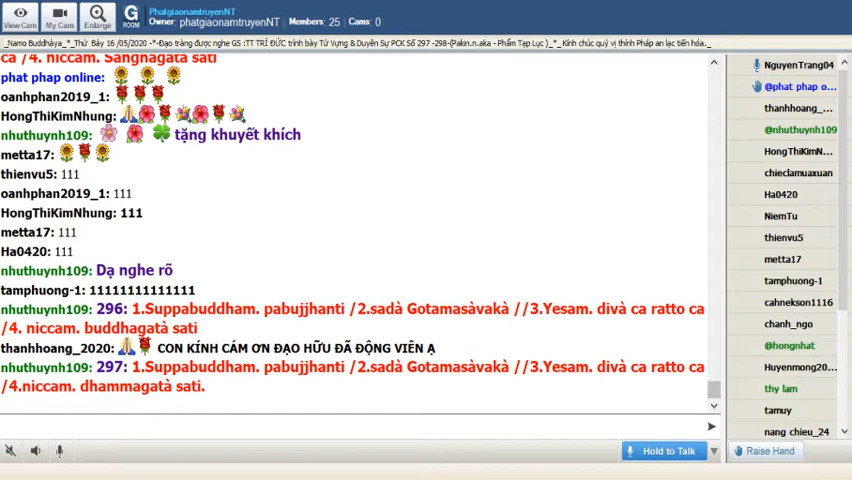 View Cam
My Cam
Enlarge
G
ROOM
PhatgiaonamtruyenNT
Owner: phatgiaonamtruyenNT Members: 25 Cams: 0
_Namo Buddhàya_*_Thứ Bảy 16 /05/2020 -*-Đạo tràng được nghe GS :TT TRÍ ĐỨC trình bày Từ Vựng &Duyên Sự PCK Số 297 -298-(Pakin.n.aka - Phẩm Tạp Lục )_*_ Kính chúc quý vị thính Pháp an lạc tiến hóa._
ca /4. niccam. Sanghagatà sati
phat phap online:
oanhphan2019_1:
HongThiKimNhung:
nhuthuynh109: tặng khuyết khích
metta17:
thienvu5: 111
oanhphan2019_1: 111
HongThiKimNhung: 111
metta17: 111
Ha0420: 111
nhuthuynh109: Dạ nghe rõ
tamphuong-1: 11111111111111
nhuthuynh109: 296: 1.Suppabuddham. pabujjhanti /2.sadà Gotamasàvakà //3.Yesam. divà ca ratto ca
/4. niccam. buddhagatà sati
thanhhoang_2020: CON KÍNH CÁM ƠN ĐẠO HỮU ĐÃ ĐỘNG VIÊN Ạ
nhuthuynh109: 297: 1.Suppabuddham. pabujjhanti /2.sadà Gotamasàvakà //3.Yesam. divà ca ratto ca
/4.niccam. dhammagatà sati.
Hold to Talk
NguyenTrang04
@phat phap o...
thanhhoang_...
@nhuthuynh109
HongThiKimN...
chieclamuaxuan
Ha0420
NiemTu
thienvu5
metta17
tamphuong-1
cahnekson1116
chanh_ngo
@hongnhat
Huyenmong20...
thy lam
tamuy
nang chieu_24
Raise Hand